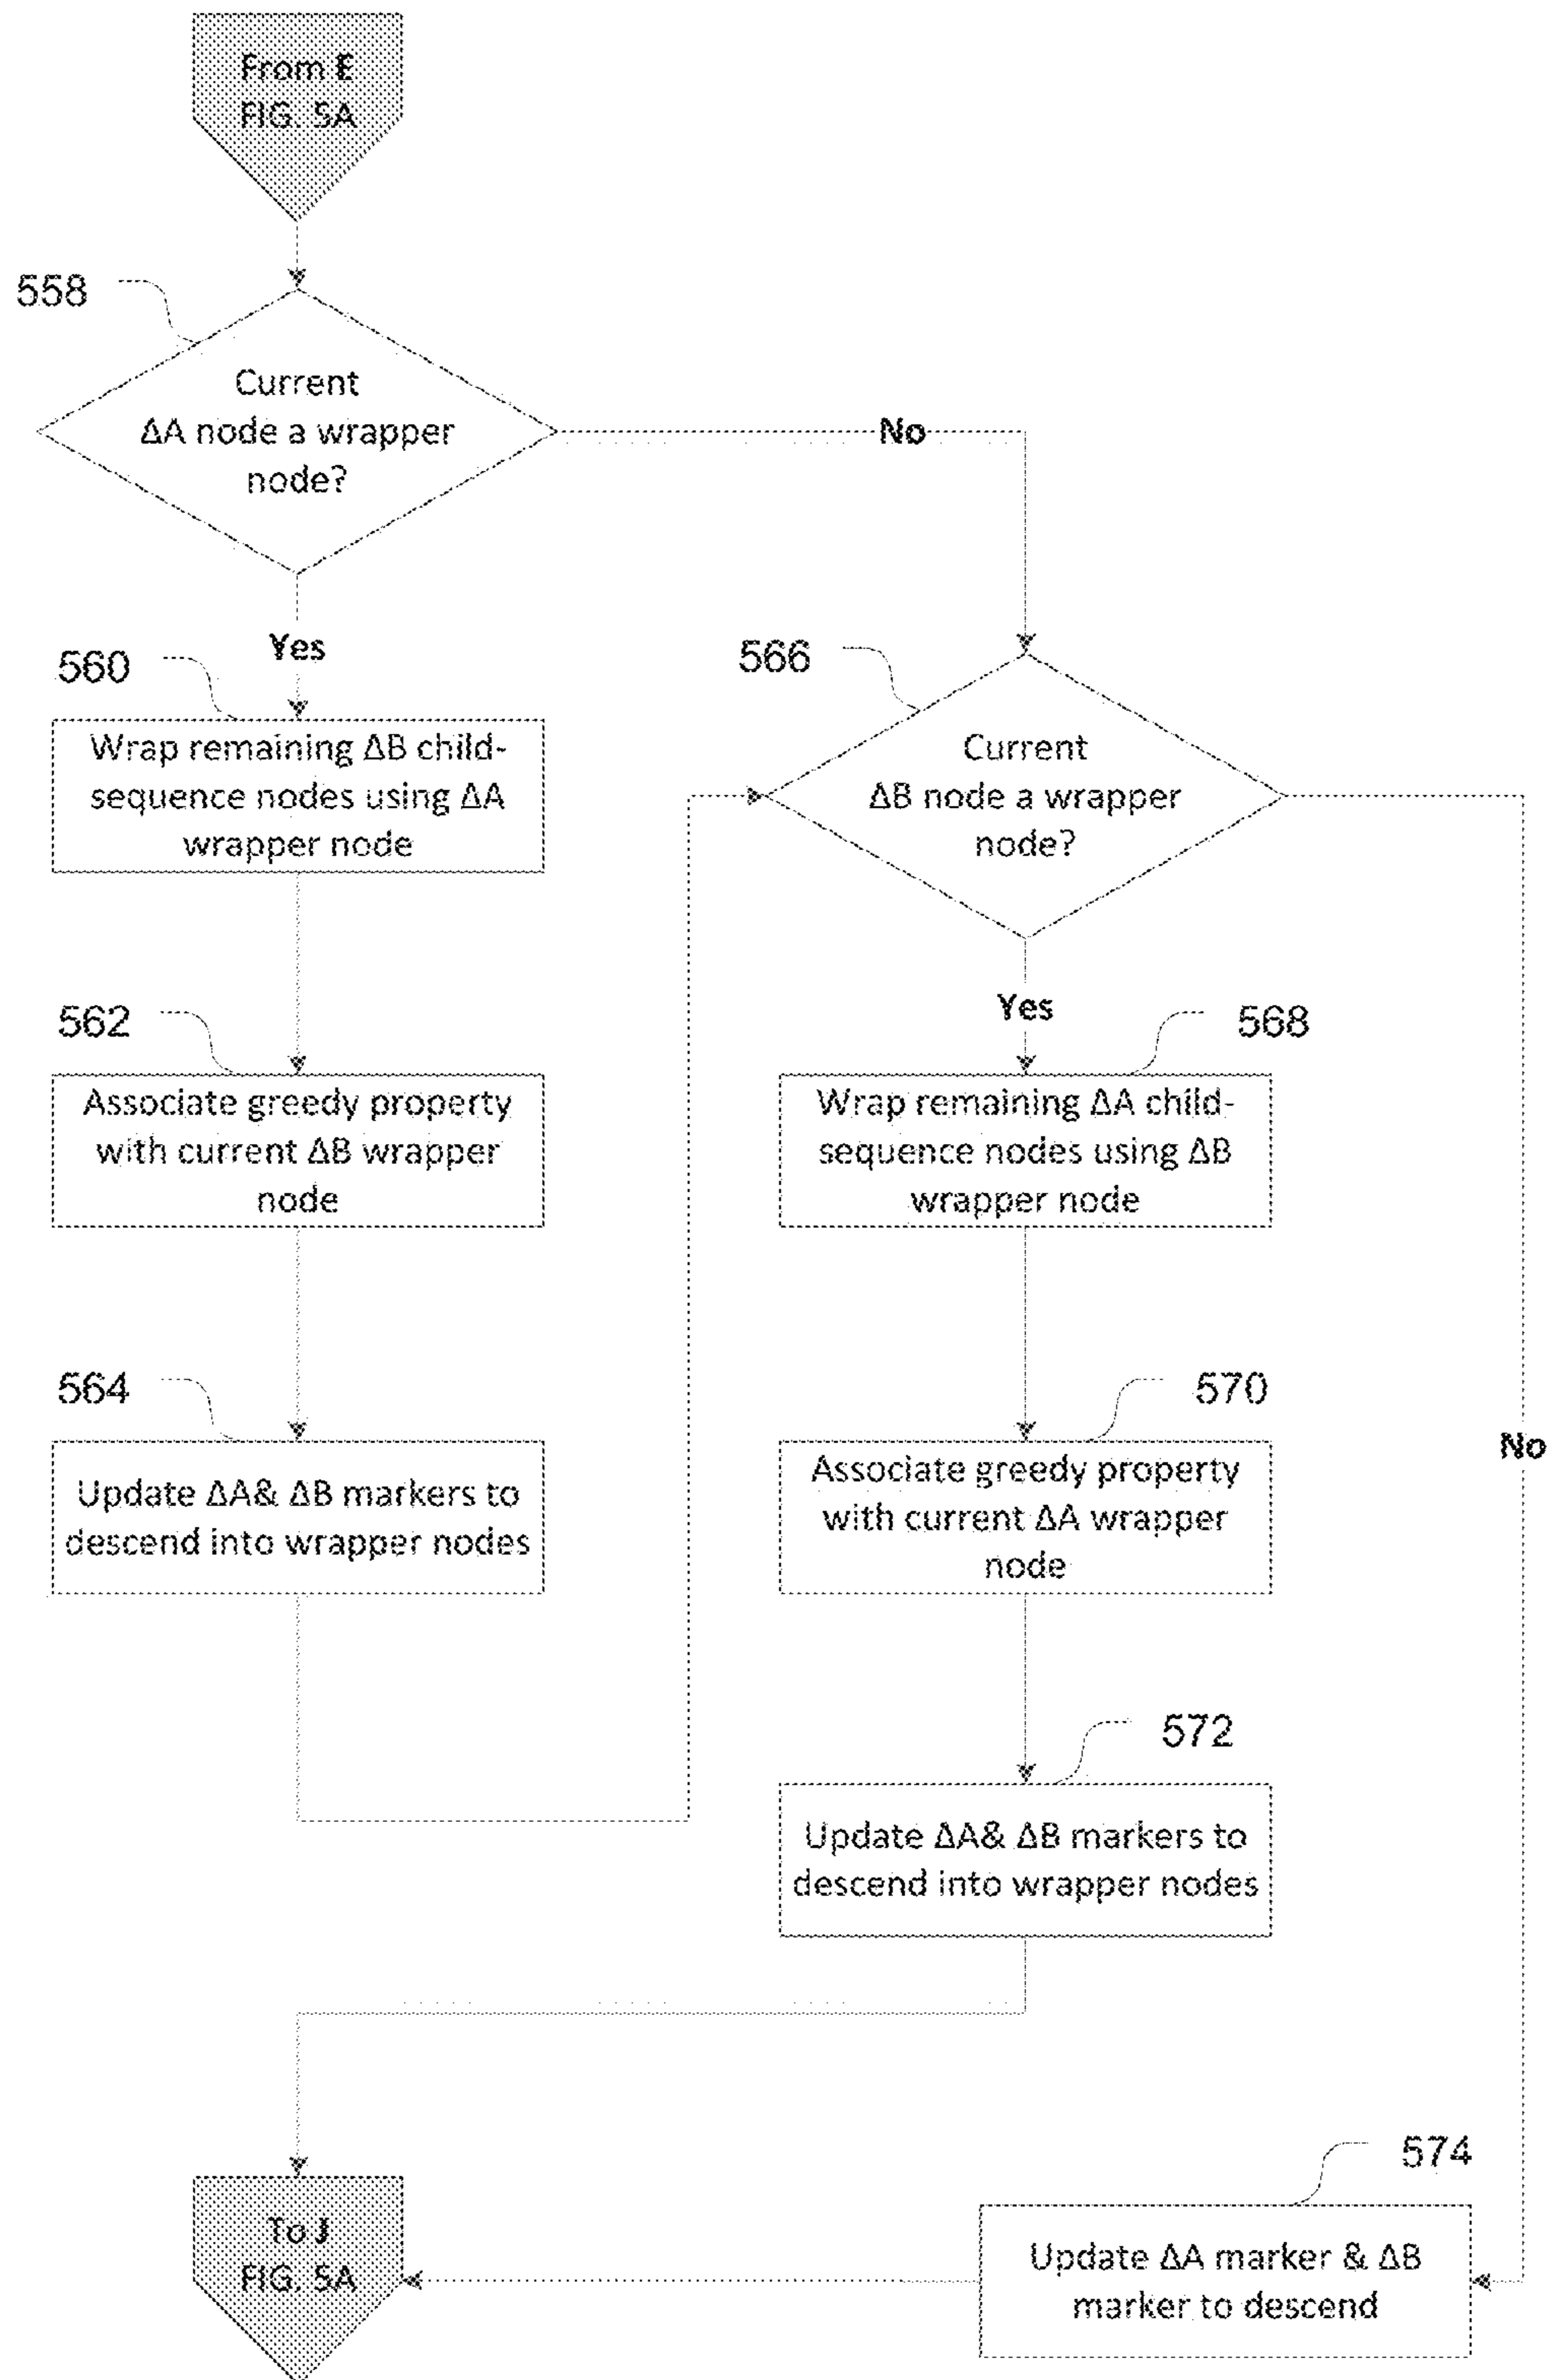 From E
FIG. 5A
558
Current
ΔA node a wrapper
node?
No
Yes
560
Wrap remaining ΔB child-
sequence nodes using ΔA
wrapper node
566
Current
ΔB node a wrapper
node?
562
Associate greedy property
with current ΔB wrapper
node
Yes
568
Wrap remaining ΔA child-
sequence nodes using ΔB
wrapper node
564
Update ΔA& ΔB markers to
descend into wrapper nodes
570
Associate greedy property
with current ΔA wrapper
node
No
572
Update ΔA& ΔB markers to
descend into wrapper nodes
574
Update ΔA marker & ΔB
marker to descend
To J
FIG. 5A